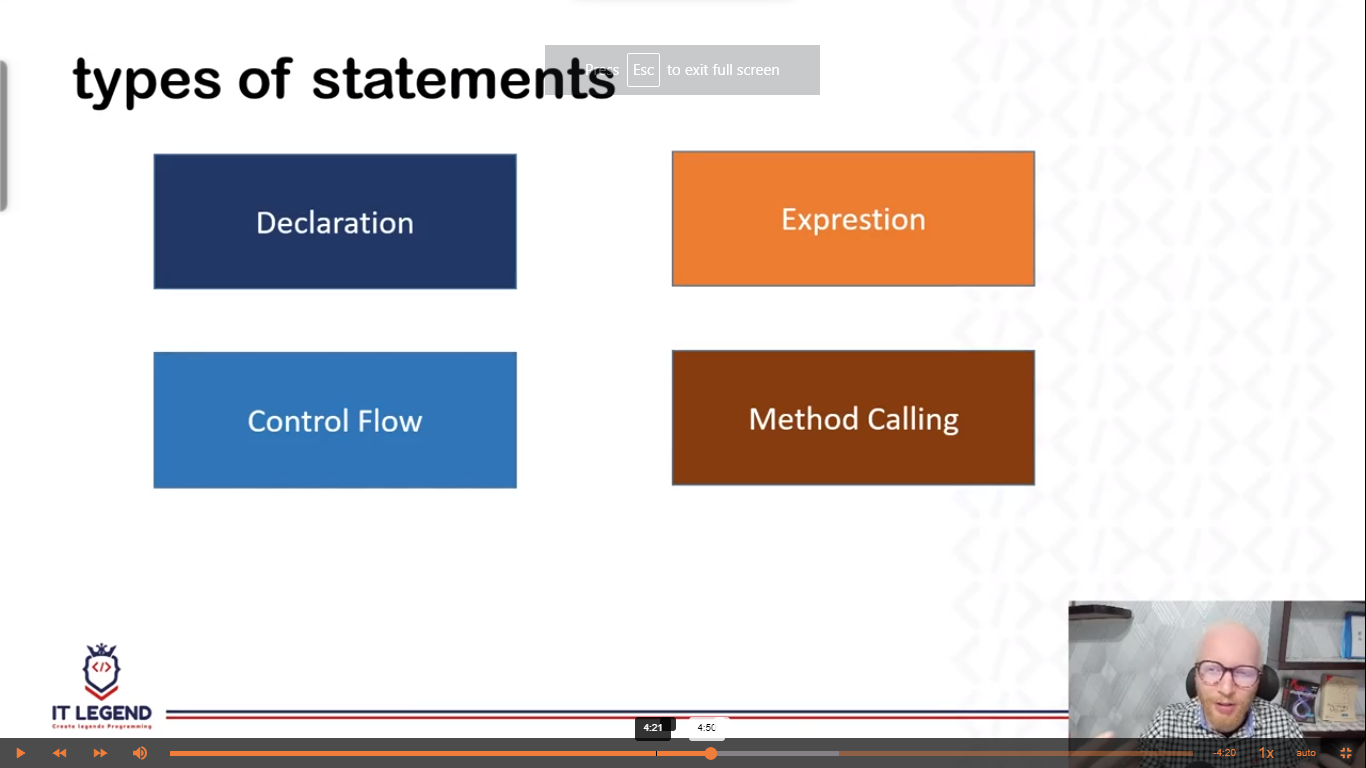 Press Esc to exit full screen
types of statements
Declaration
Exprestion
Control Flow
Method Calling
</>
IT LEGEND
Create legends Programming
4:21
4:50
-4:20
1x
auto